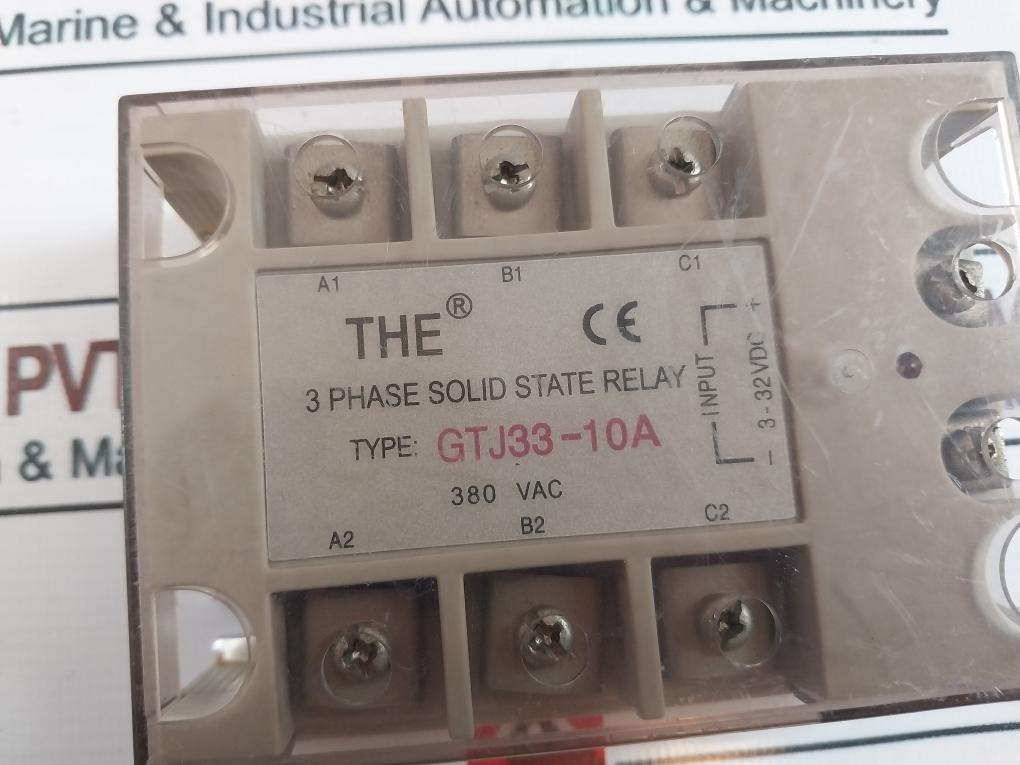 Marine & Industrial Automation & Machinery
A1 B1 C1
THE®
CE
3 PHASE SOLID STATE RELAY
TYPE: GTJ33-10A
380 VAC
A2 B2 C2
INPUT
- 3-32VDC +
PVT
&